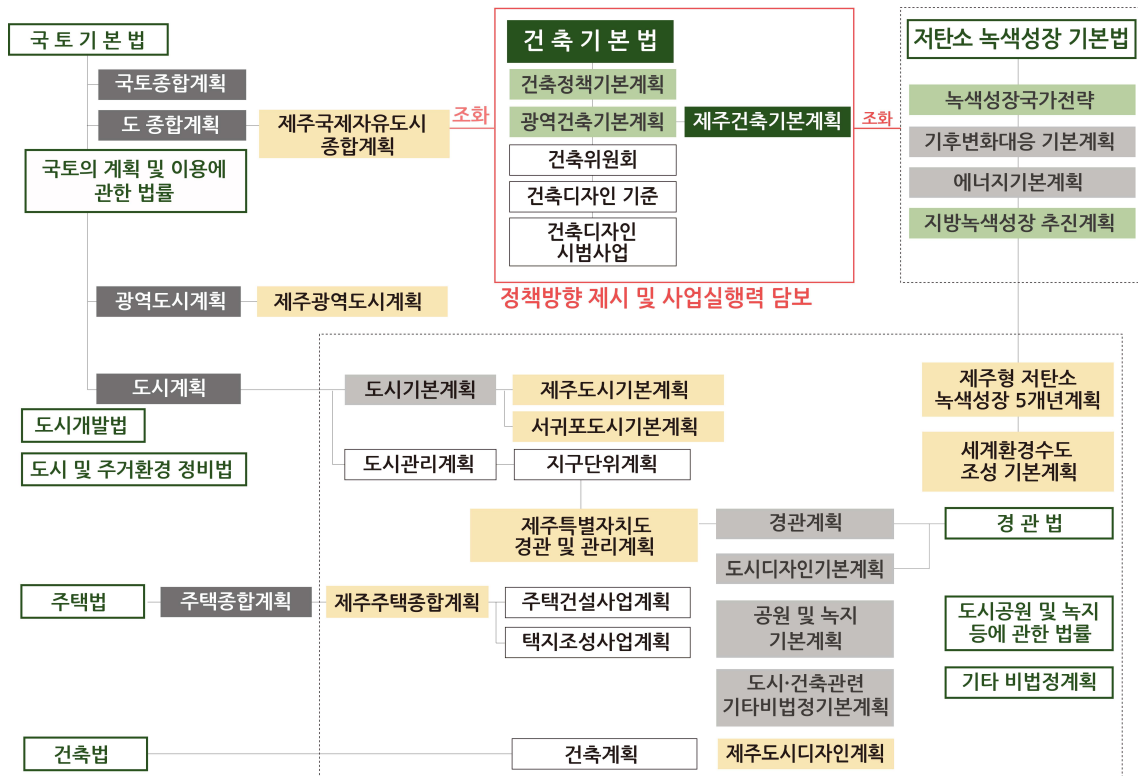 국토기본법
국토종합계획
도 종합계획
제주국제자유도시
종합계획
국토의 계획 및 이용에
관한 법률
광역도시계획
제주광역도시계획
도시계획
도시개발법
도시 및 주거환경 정비법
조화
건축기본법
건축정책기본계획
광역건축기본계획
제주건축기본계획
건축위원회
건축디자인 기준
건축디자인
시범사업
정책방향 제시 및 사업실행력 담보
조화
저탄소 녹색성장 기본법
녹색성장국가전략
기후변화대응 기본계획
에너지기본계획
지방녹색성장 추진계획
도시기본계획
제주도시기본계획
서귀포도시기본계획
도시관리계획
지구단위계획
제주형 저탄소
녹색성장 5개년계획
세계환경수도
조성 기본계획
제주특별자치도
경관 및 관리계획
경관계획
경관법
도시디자인기본계획
주택법
주택종합계획
제주주택종합계획
주택건설사업계획
택지조성사업계획
공원 및 녹지
기본계획
도시공원 및 녹지
등에 관한 법률
도시·건축관련
기타비법정기본계획
기타 비법정계획
건축법
건축계획
제주도시디자인계획